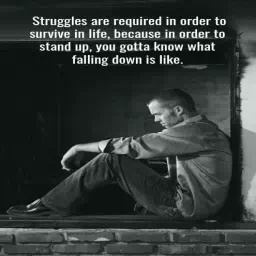 Struggles are required in order to
survive in life, because in order to
stand up, you gotta know what
falling down is like.